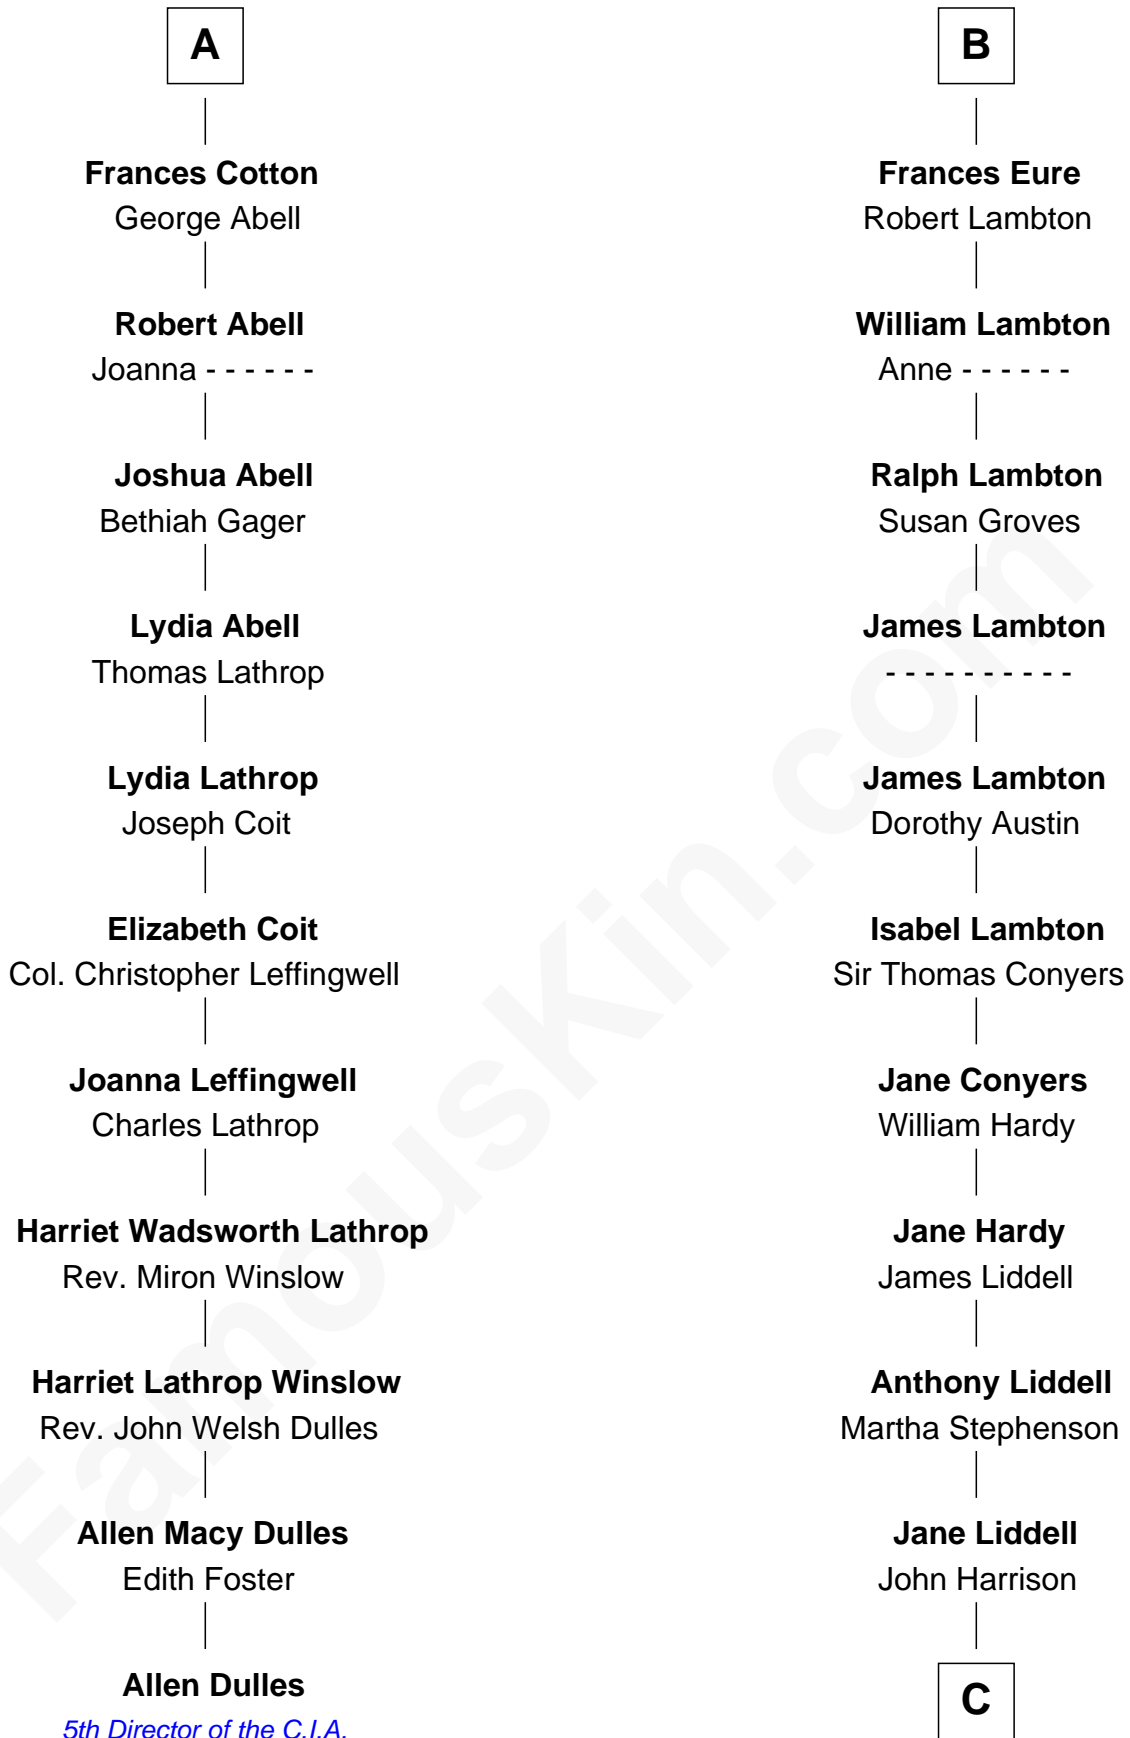 A
Frances Cotton
George Abell
Robert Abell
Joanna - - - - - -
Joshua Abell
Bethiah Gager
Lydia Abell
Thomas Lathrop
Lydia Lathrop
Joseph Coit
Elizabeth Coit
Col. Christopher Leffingwell
Joanna Leffingwell
Charles Lathrop
Harriet Wadsworth Lathrop
Rev. Miron Winslow
Harriet Lathrop Winslow
Rev. John Welsh Dulles
Allen Macy Dulles
Edith Foster
Allen Dulles
5th Director of the C.I.A.
B
Frances Eure
Robert Lambton
William Lambton
Anne - - - - - -
Ralph Lambton
Susan Groves
James Lambton
- - - - - - - - - -
James Lambton
Dorothy Austin
Isabel Lambton
Sir Thomas Conyers
Jane Conyers
William Hardy
Jane Hardy
James Liddell
Anthony Liddell
Martha Stephenson
Jane Liddell
John Harrison
C
FamousKin.com